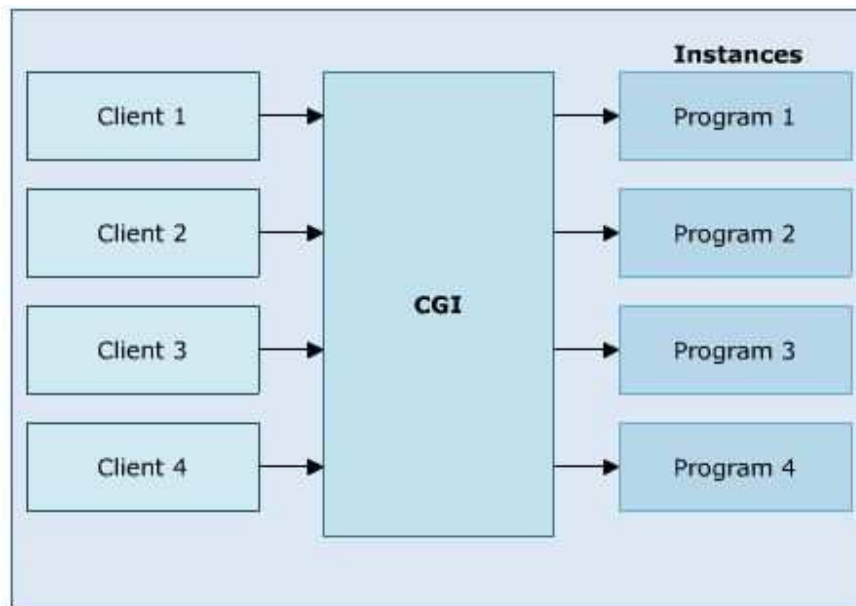 Instances
Client 1
Program 1
Client 2
Program 2
CGI
Client 3
Program 3
Client 4
Program 4